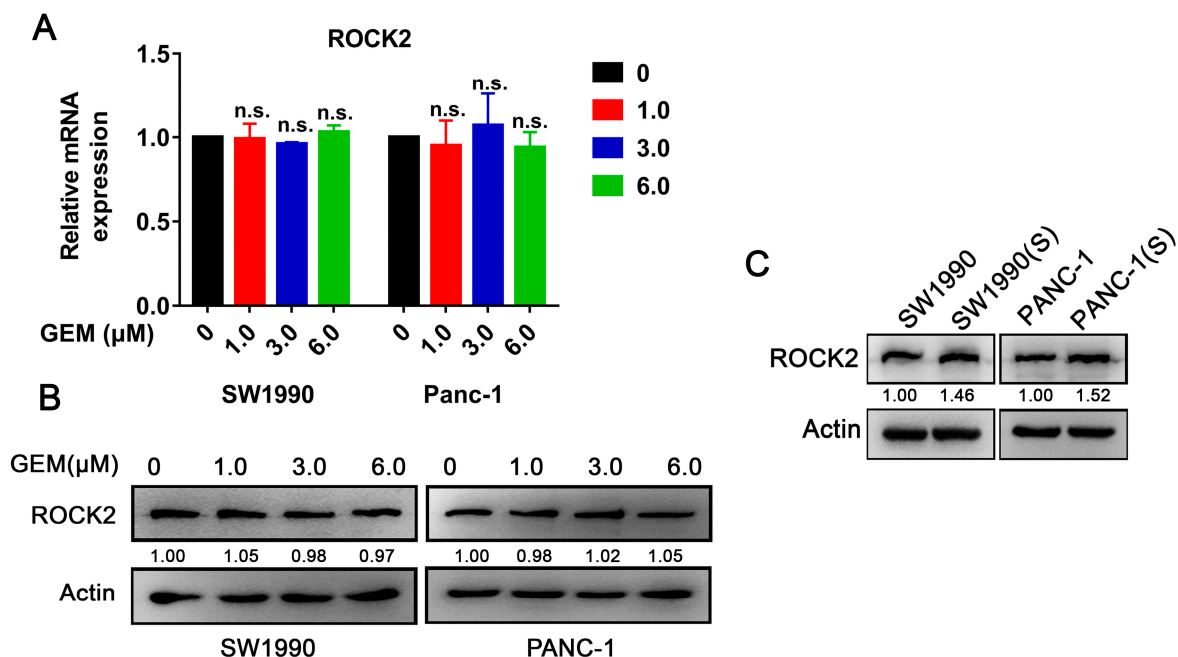 A
ROCK2
Relative mRNA
expression
1.5
1.0
0.5
0.0
n.s. n.s. n.s. n.s. n.s. n.s.
0
1.0
3.0
6.0
GEM (μM) 0 1.0 3.0 6.0 0 1.0 3.0 6.0
SW1990 Panc-1
B
GEM(μM) 0 1.0 3.0 6.0 0 1.0 3.0 6.0
ROCK2
1.00 1.05 0.98 0.97 1.00 0.98 1.02 1.05
Actin
SW1990 PANC-1
C
SW1990 SW1990(S) PANC-1 PANC-1(S)
ROCK2
1.00 1.46 1.00 1.52
Actin